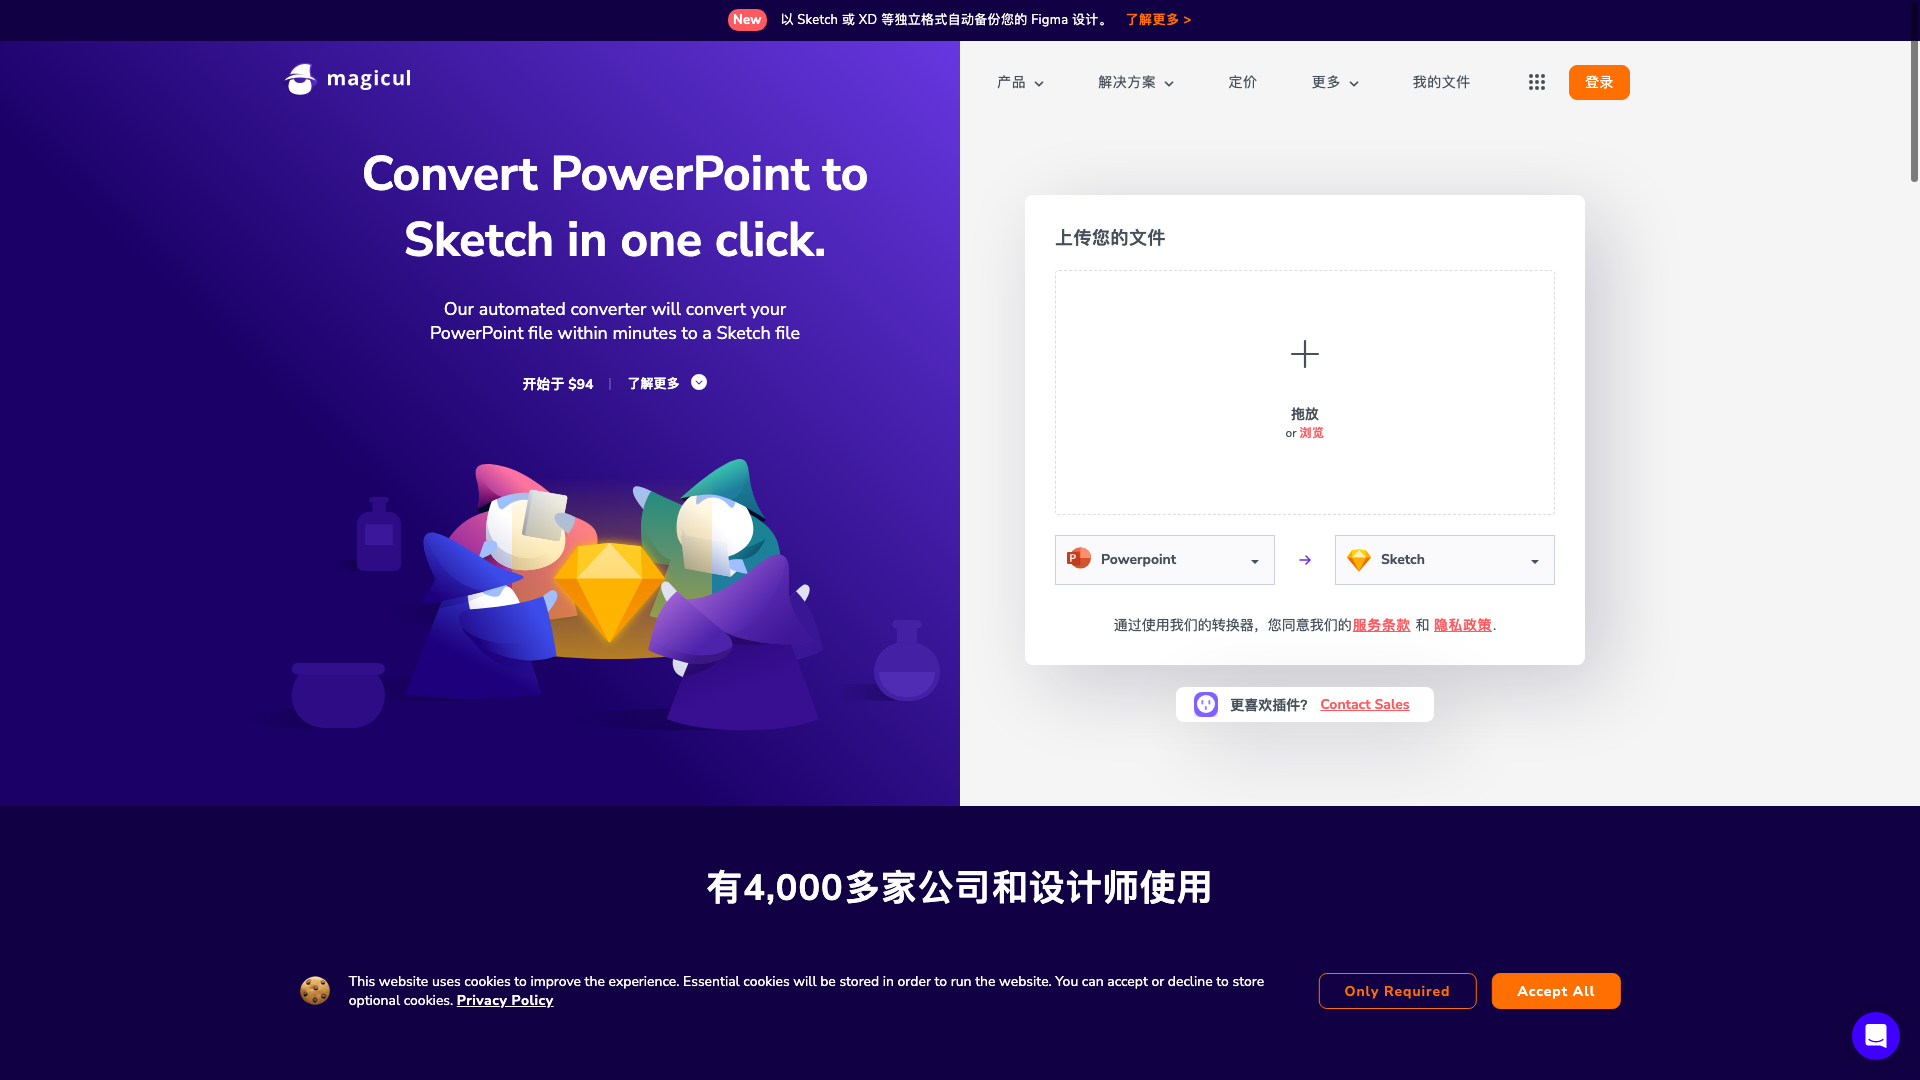 New 以 Sketch 或 XD 等独立格式自动备份您的 Figma 设计。 了解更多 >
magicul
产品 解决方案 定价 更多 我的文件 登录
Convert PowerPoint to
Sketch in one click.
Our automated converter will convert your
PowerPoint file within minutes to a Sketch file
开始于 $94 | 了解更多
上传您的文件
拖放
or 浏览
P Powerpoint → Sketch
通过使用我们的转换器，您同意我们的服务条款 和 隐私政策.
更喜欢插件? Contact Sales
有4,000多家公司和设计师使用
This website uses cookies to improve the experience. Essential cookies will be stored in order to run the website. You can accept or decline to store
optional cookies. Privacy Policy
Only Required Accept All